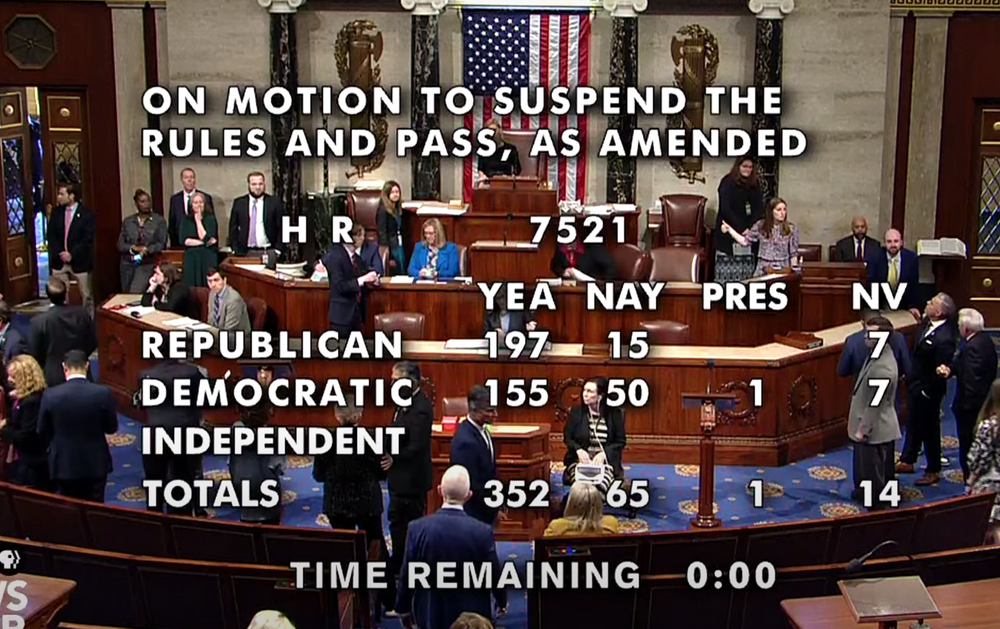 ON MOTION TO SUSPEND THE
RULES AND PASS, AS AMENDED
H R 7521
YEA NAY PRES NV
REPUBLICAN 197 15 7
DEMOCRATIC 155 50 1 7
INDEPENDENT
TOTALS 352 65 1 14
TIME REMAINING 0:00